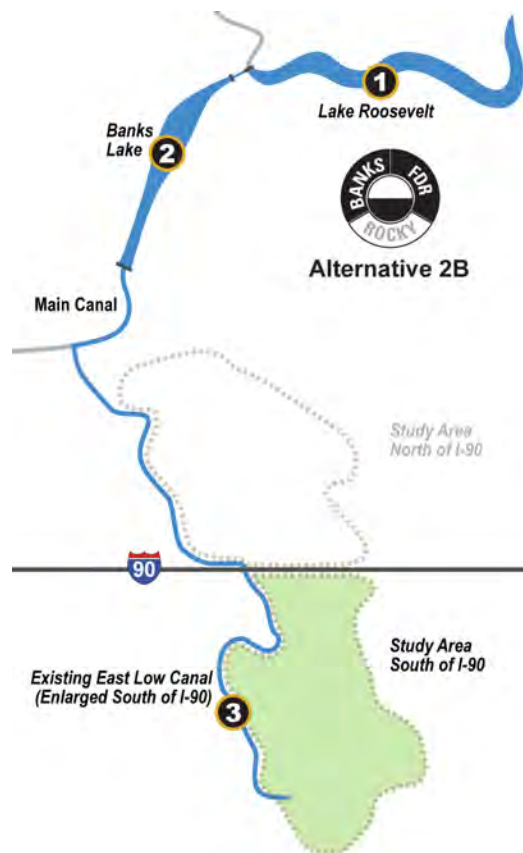 1
Lake Roosevelt
Banks
Lake
2
BANKS
FDR
ROCKY
Alternative 2B
Main Canal
Study Area
North of I-90
90
Study Area
South of I-90
Existing East Low Canal
(Enlarged South of I-90)
3